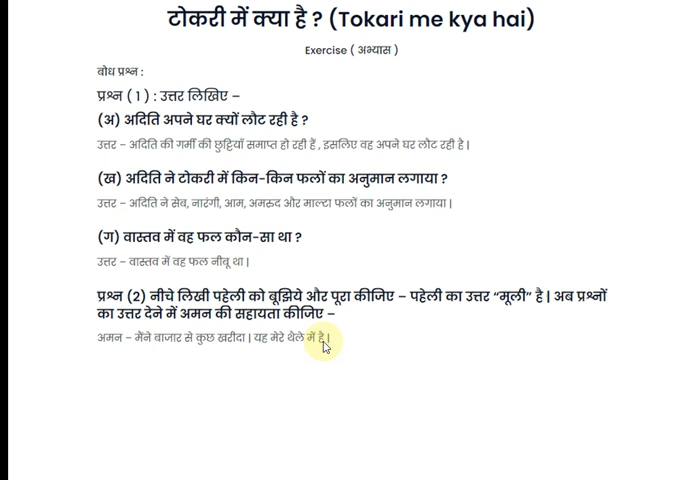 टोकरी में क्या है ? (Tokari me kya hai)
Exercise ( अभ्यास )
बोध प्रश्न :
प्रश्न ( 1 ) : उत्तर लिखिए –
(अ) अदिति अपने घर क्यों लौट रही है ?
उत्तर – अदिति की गर्मी की छुट्टियाँ समाप्त हो रही हैं , इसलिए वह अपने घर लौट रही है |
(ख) अदिति ने टोकरी में किन-किन फलों का अनुमान लगाया ?
उत्तर – अदिति ने सेब, नारंगी, आम, अमरुद और माल्टा फलों का अनुमान लगाया |
(ग) वास्तव में वह फल कौन-सा था ?
उत्तर – वास्तव में वह फल नीबू था |
प्रश्न (2) नीचे लिखी पहेली को बूझिये और पूरा कीजिए – पहेली का उत्तर “मूली” है | अब प्रश्नों
का उत्तर देने में अमन की सहायता कीजिए –
अमन – मैंने बाजार से कुछ खरीदा | यह मेरे थैले में है |